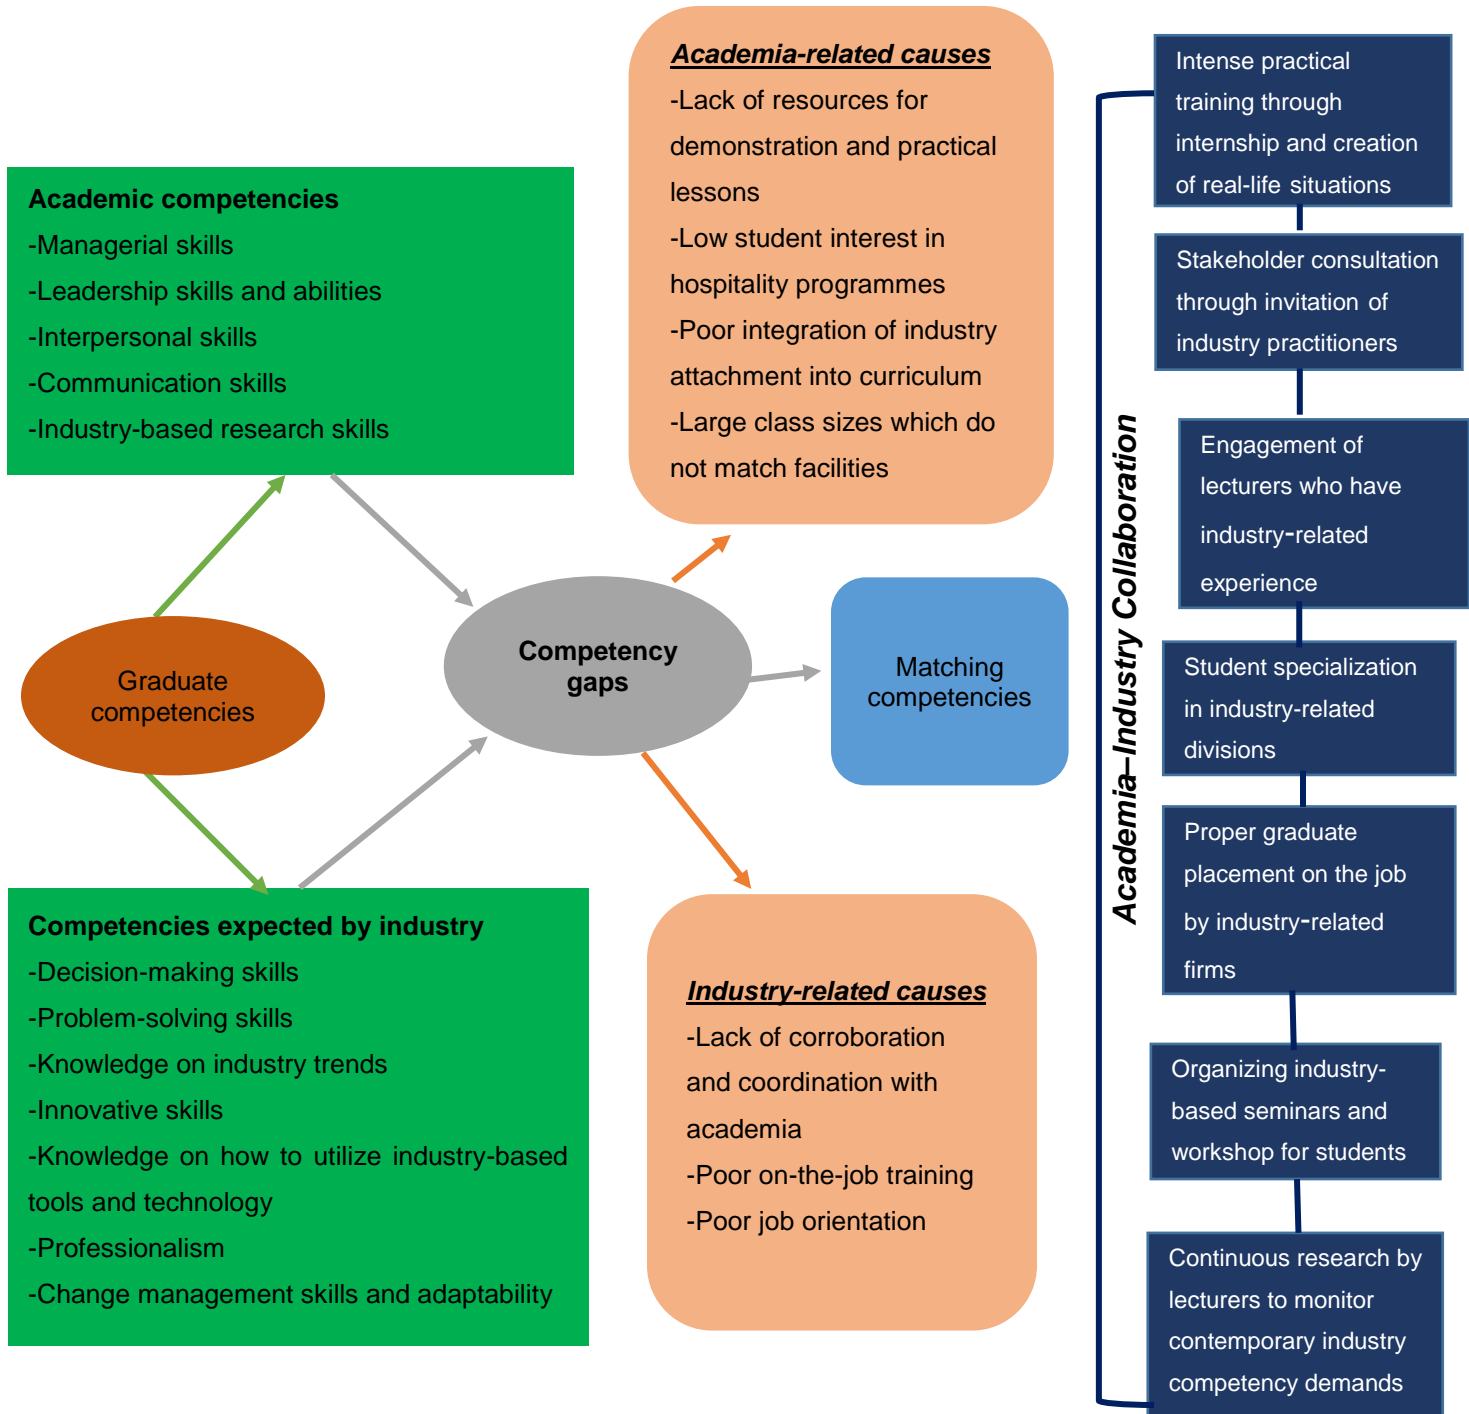 Academic competencies
-Managerial skills
-Leadership skills and abilities
-Interpersonal skills
-Communication skills
-Industry-based research skills
Graduate
competencies
Competencies expected by industry
-Decision-making skills
-Problem-solving skills
-Knowledge on industry trends
-Innovative skills
-Knowledge on how to utilize industry-based
tools and technology
-Professionalism
-Change management skills and adaptability
Competency
gaps
Academia-related causes
-Lack of resources for
demonstration and practical
lessons
-Low student interest in
hospitality programmes
-Poor integration of industry
attachment into curriculum
-Large class sizes which do
not match facilities
Matching
competencies
Industry-related causes
-Lack of corroboration
and coordination with
academia
-Poor on-the-job training
-Poor job orientation
Academia–Industry Collaboration
Intense practical
training through
internship and creation
of real-life situations
Stakeholder consultation
through invitation of
industry practitioners
Engagement of
lecturers who have
industry-related
experience
Student specialization
in industry-related
divisions
Proper graduate
placement on the job
by industry-related
firms
Organizing industry-
based seminars and
workshop for students
Continuous research by
lecturers to monitor
contemporary industry
competency demands